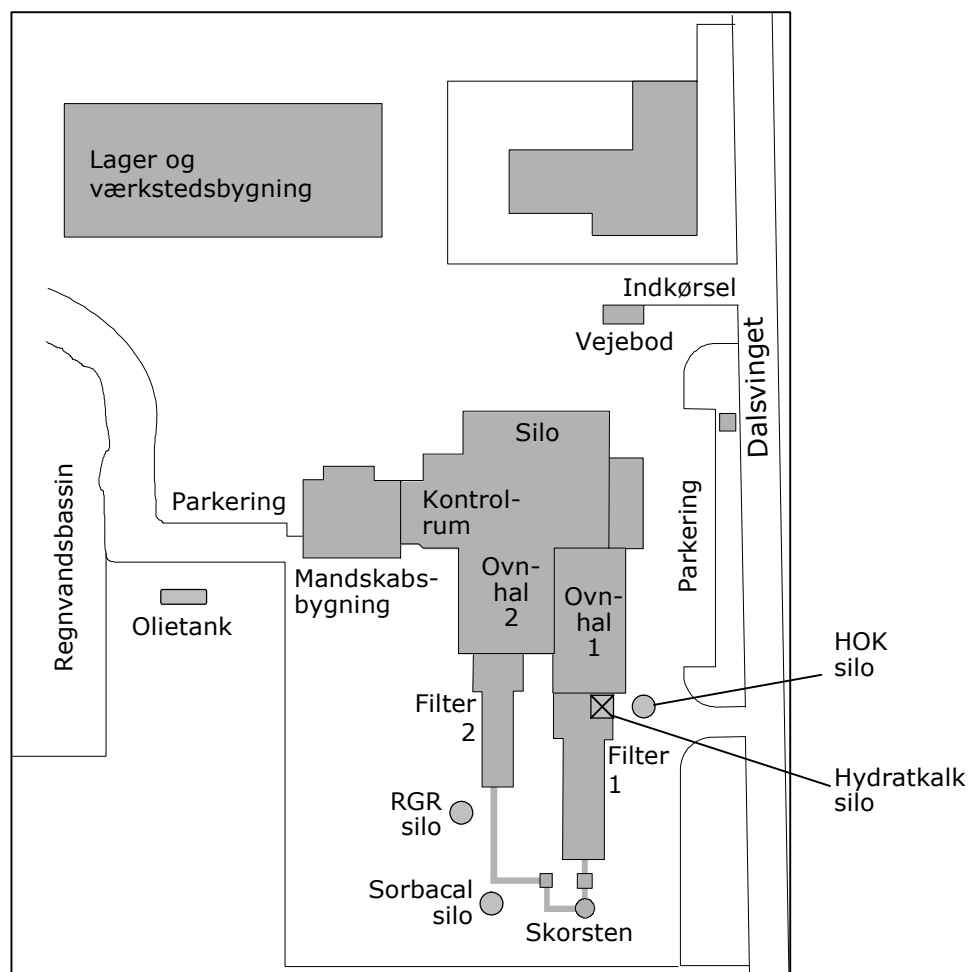 Lager og
værkstedsbygning
Indkørsel
Vejebod
Dalsvinget
Silo
Kontrol-
rum
Parkering
Mandskabs-
bygning
Ovn-
hal
2
Ovn-
hal
1
Parkering
Regnvandsbassin
Olietank
HOK
silo
Filter
2
Filter
1
Hydratkalk
silo
RGR
silo
Sorbacal
silo
Skorsten